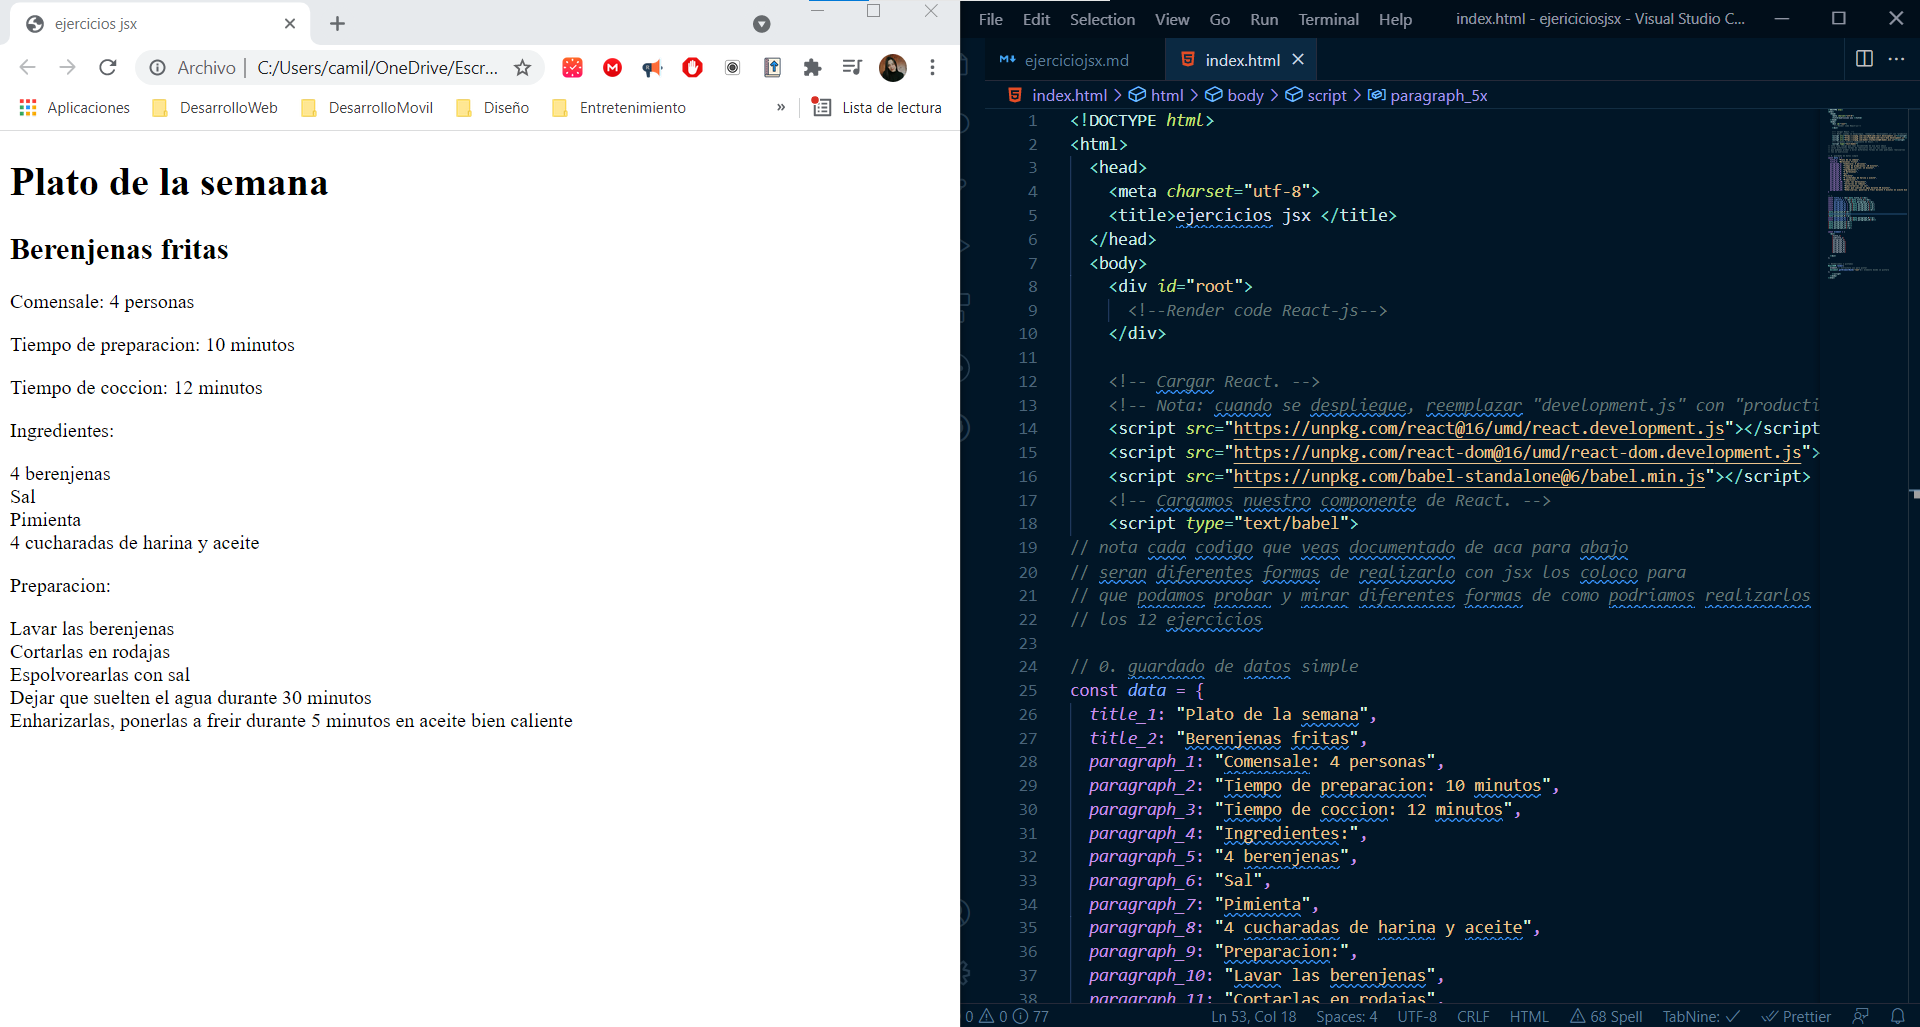 ejercicios jsx
Archivo | C:/Users/camil/OneDrive/Escr...
Aplicaciones DesarrolloWeb DesarrolloMovil Diseño Entretenimiento » Lista de lectura
Plato de la semana
Berenjenas fritas
Comensale: 4 personas
Tiempo de preparacion: 10 minutos
Tiempo de coccion: 12 minutos
Ingredientes:
4 berenjenas
Sal
Pimienta
4 cucharadas de harina y aceite
Preparacion:
Lavar las berenjenas
Cortarlas en rodajas
Espolvorearlas con sal
Dejar que suelten el agua durante 30 minutos
Enharizarlas, ponerlas a freir durante 5 minutos en aceite bien caliente
File Edit Selection View Go Run Terminal Help index.html - ejericiciosjsx - Visual Studio C...
ejerciciojsx.md index.html
index.html > html > body > script > paragraph_5x
1 <!DOCTYPE html>
2 <html>
3 <head>
4 <meta charset="utf-8">
5 <title>ejercicios jsx </title>
6 </head>
7 <body>
8 <div id="root">
9 <!--Render code React-js-->
10 </div>
11
12 <!-- Cargar React. -->
13 <!-- Nota: cuando se despliegue, reemplazar "development.js" con "producti
14 <script src="https://unpkg.com/react@16/umd/react.development.js"></script
15 <script src="https://unpkg.com/react-dom@16/umd/react-dom.development.js">
16 <script src="https://unpkg.com/babel-standalone@6/babel.min.js"></script>
17 <!-- Cargamos nuestro componente de React. -->
18 <script type="text/babel">
19 // nota cada codigo que veas documentado de aca para abajo
20 // seran diferentes formas de realizarlo con jsx los coloco para
21 // que podamos probar y mirar diferentes formas de como podriamos realizarlos
22 // los 12 ejercicios
23
24 // 0. guardado de datos simple
25 const data = {
26 title_1: "Plato de la semana",
27 title_2: "Berenjenas fritas",
28 paragraph_1: "Comensale: 4 personas",
29 paragraph_2: "Tiempo de preparacion: 10 minutos",
30 paragraph_3: "Tiempo de coccion: 12 minutos",
31 paragraph_4: "Ingredientes:",
32 paragraph_5: "4 berenjenas",
33 paragraph_6: "Sal",
34 paragraph_7: "Pimienta",
35 paragraph_8: "4 cucharadas de harina y aceite",
36 paragraph_9: "Preparacion:",
37 paragraph_10: "Lavar las berenjenas",
38 paragraph_11: "Cortarlas en rodajas",
0 0 77 Ln 53, Col 18 Spaces: 4 UTF-8 CRLF HTML 68 Spell TabNine: Prettier